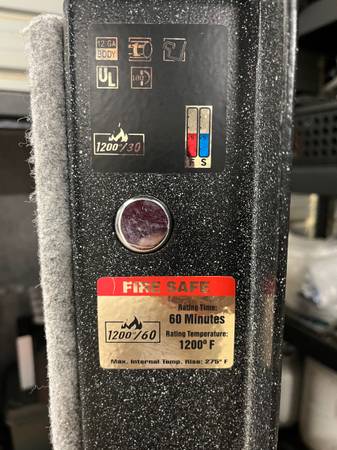 12 GA
BODY
UL
1200°/30
F S
FIRE SAFE
Rating Time:
60 Minutes
1200°/60
Rating Temperature:
1200° F
Max. Internal Temp. Rise: 275° F